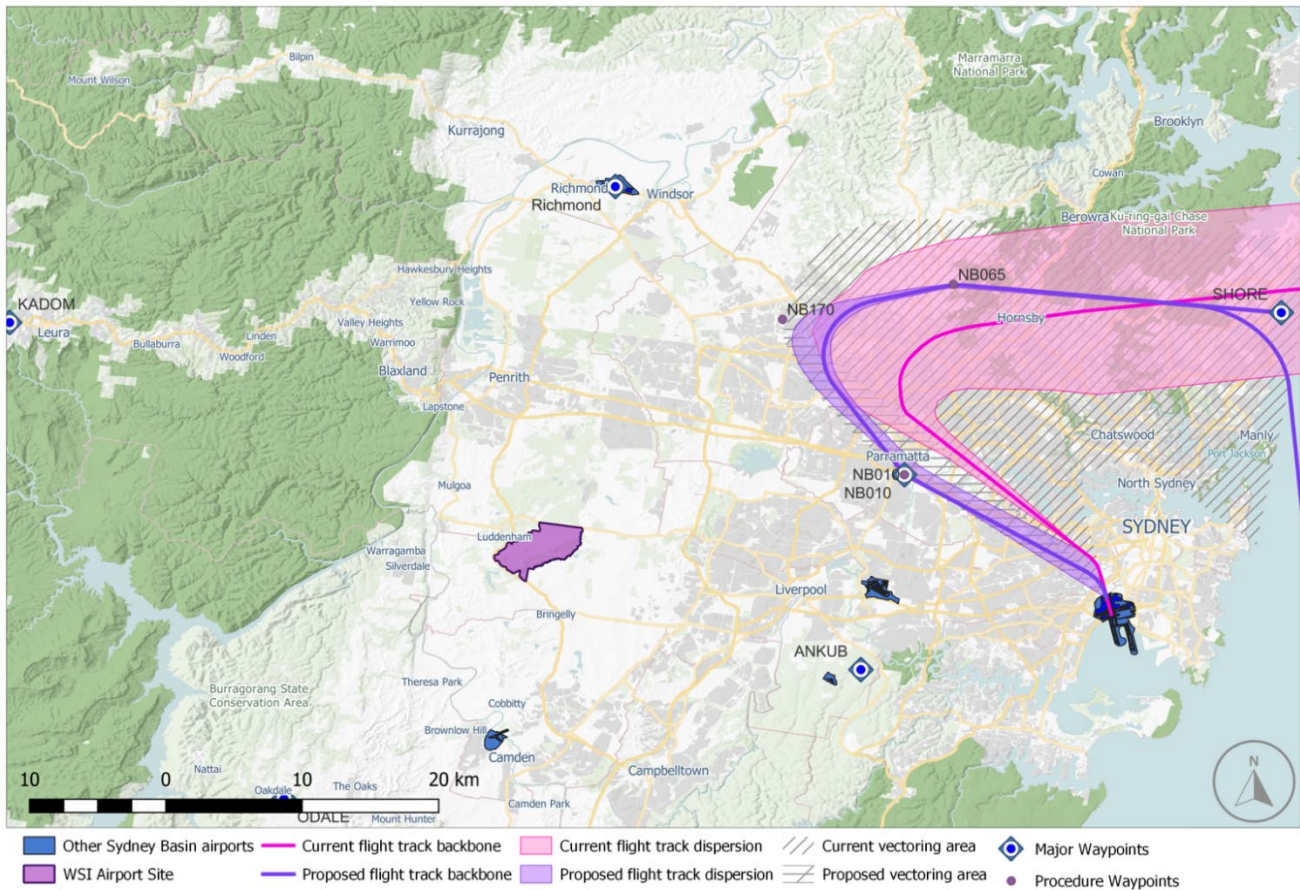 Marramarra
National Park
Bilpin
Mount Wilson
Brooklyn
Kurrajong
Cowan
Richmond
Windsor
Richmond
Berowra
Ku-ring-gai Chase
National Park
Hawkesbury Heights
NB065
Yellow Rock
SHORE
KADOM
NB170
Hornsby
Leura
Valley Heights
Linden
Bullaburra
Warrimoo
Woodford
Blaxland
Penrith
Lapstone
Chatswood
Manly
Parramatta
Port Jackson
NB010
Mulgoa
North Sydney
NB010
SYDNEY
Luddenham
Warragamba
Silverdale
Liverpool
Bringelly
ANKUB
Theresa Park
Burragorang State
Conservation Area
Cobbitty
Brownlow Hill
Camden
Nattai
Campbelltown
10 0 10 20 km
Oakdale
The Oaks
Camden Park
ODALE
Mount Hunter
N
Other Sydney Basin airports
Current flight track backbone
Current flight track dispersion
Current vectoring area
Major Waypoints
WSI Airport Site
Proposed flight track backbone
Proposed flight track dispersion
Proposed vectoring area
Procedure Waypoints